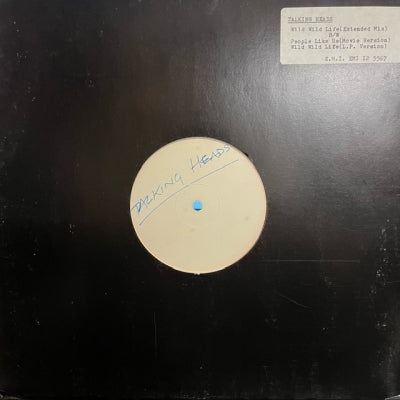 TALKING HEADS
Wild Wild Life(Extended Mix)
B/W
People Like Us(Movie Version)
Wild Wild Life(L.P. Version)
E.M.I. EMI 12 5567
TALKING HEADS